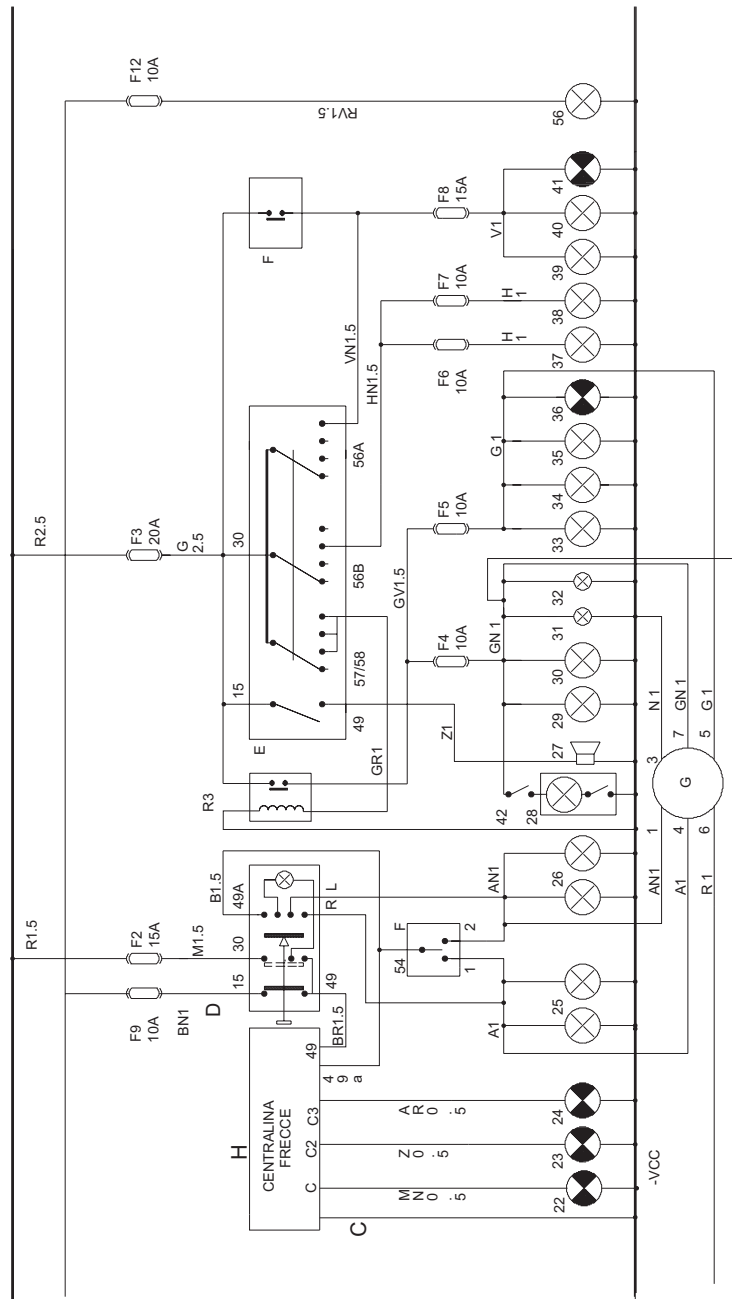 R1.5
R2.5
F9
10A
BN1
F2
15A
M1.5
F3
20A
G
2.5
F12
10A
RV1.5
H
CENTRALINA
FRECCE
C
C2
C3
49
4
9
a
C
D
15
30
49A
49
R
L
B1.5
BR1.5
R3
E
15
30
49
57/58
56B
56A
GR1
Z1
F
VN1.5
HN1.5
GV1.5
54
F
1
2
F4
10A
F5
10A
F6
10A
F7
10A
F8
15A
M
N
0
.5
Z
0
.5
A
R
0
.5
A1
AN1
GN 1
G 1
H
1
H
1
V1
22
23
24
25
26
42
28
27
29
30
31
32
33
34
35
36
37
38
39
40
41
56
-VCC
AN1
A1
R 1
1
4
6
G
3
7
5
N 1
GN 1
G 1